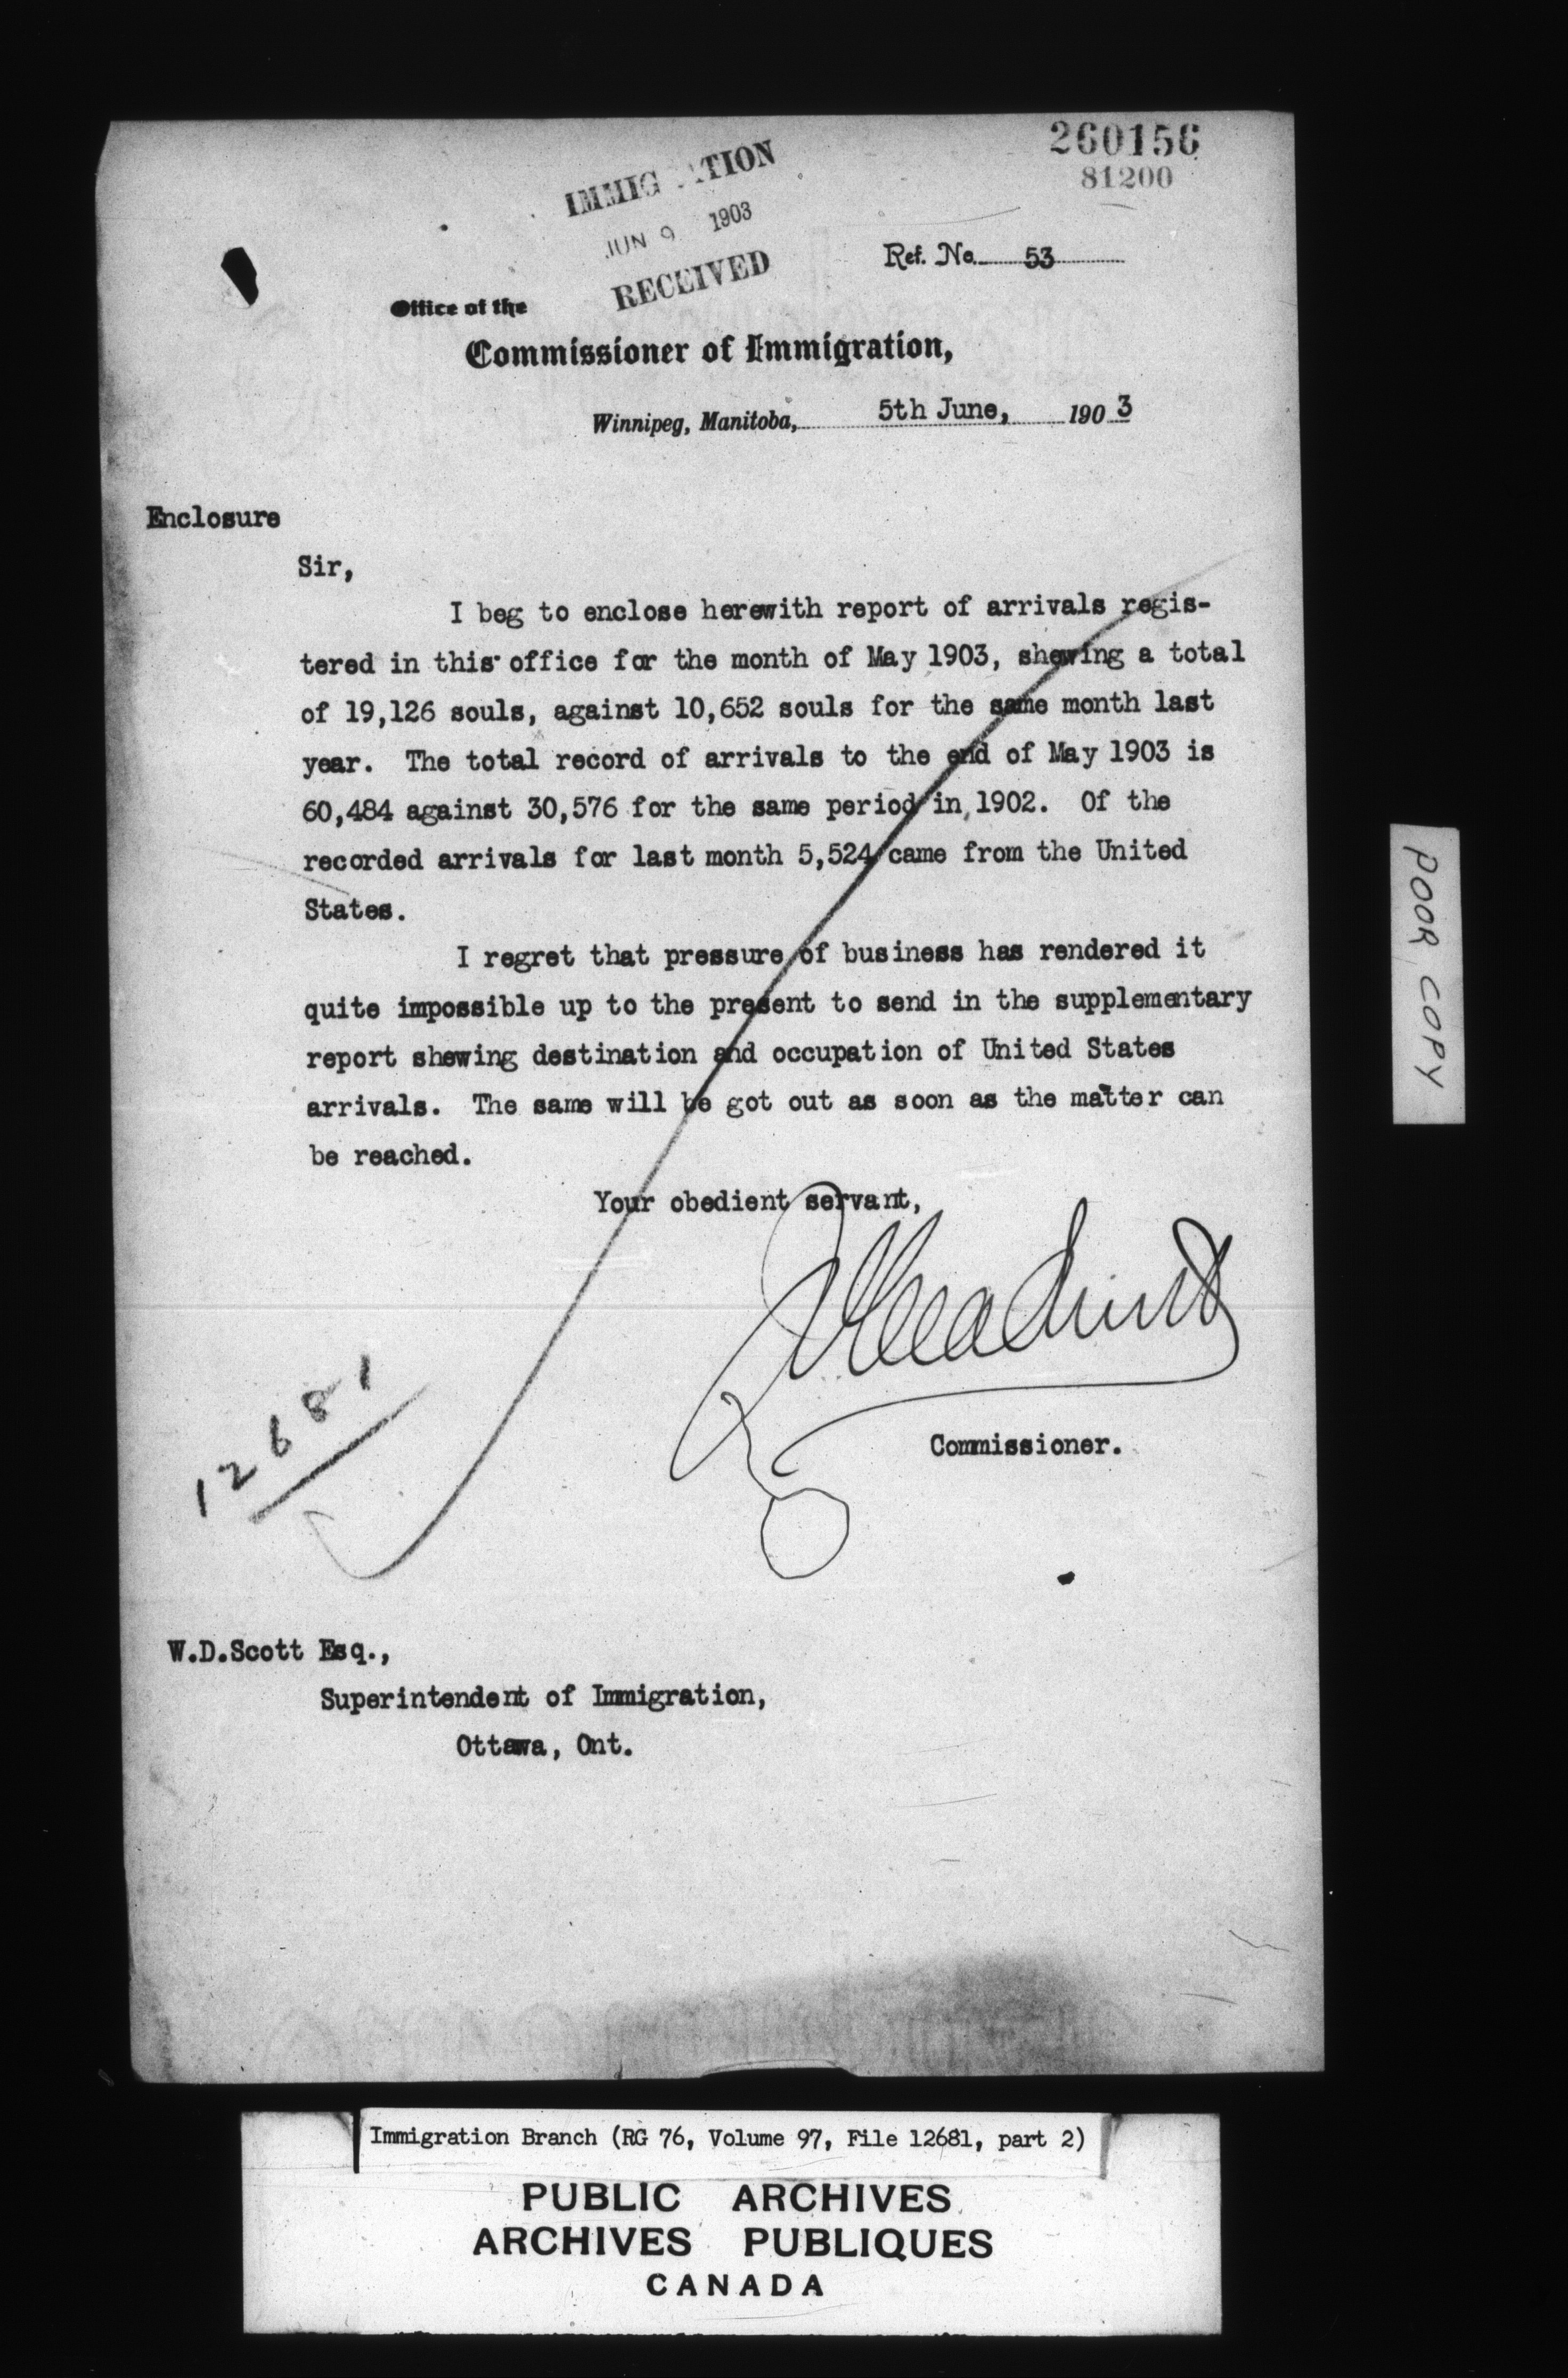 260156
81200
IMMIG TION
JUN 9 1903
RECEIVED
Ref. No. 53
Office of the
Commissioner of Immigration,
Winnipeg, Manitoba, 5th June, 1903
Enclosure
Sir,
I beg to enclose herewith report of arrivals regis-
tered in this office for the month of May 1903, shewing a total
of 19,126 souls, against 10,652 souls for the same month last
year. The total record of arrivals to the end of May 1903 is
60,484 against 30,576 for the same period in 1902. Of the
recorded arrivals for last month 5,524 came from the United
States.
I regret that pressure of business has rendered it
quite impossible up to the present to send in the supplementary
report shewing destination and occupation of United States
arrivals. The same will be got out as soon as the matter can
be reached.
Your obedient servant,
Commissioner.
12681
W.D.Scott Esq.,
Superintendent of Immigration,
Ottawa, Ont.
POOR COPY
Immigration Branch (RG 76, Volume 97, File 12681, part 2)
PUBLIC ARCHIVES
ARCHIVES PUBLIQUES
CANADA